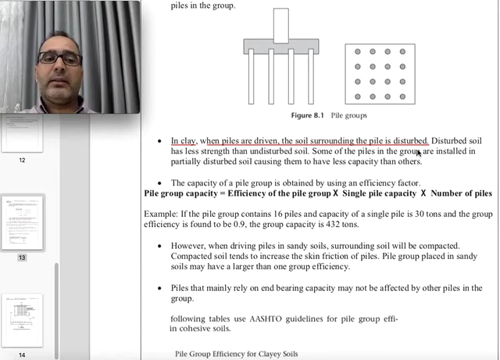 piles in the group.
Figure 8.1 Pile groups
• In clay, when piles are driven, the soil surrounding the pile is disturbed. Disturbed soil
has less strength than undisturbed soil. Some of the piles in the group are installed in
partially disturbed soil causing them to have less capacity than others.
• The capacity of a pile group is obtained by using an efficiency factor.
Pile group capacity = Efficiency of the pile group X Single pile capacity X Number of piles
Example: If the pile group contains 16 piles and capacity of a single pile is 30 tons and the group
efficiency is found to be 0.9, the group capacity is 432 tons.
• However, when driving piles in sandy soils, surrounding soil will be compacted.
Compacted soil tends to increase the skin friction of piles. Pile group placed in sandy
soils may have a larger than one group efficiency.
• Piles that mainly rely on end bearing capacity may not be affected by other piles in the
group.
following tables use AASHTO guidelines for pile group effi-
in cohesive soils.
Pile Group Efficiency for Clayey Soils
12
13
14